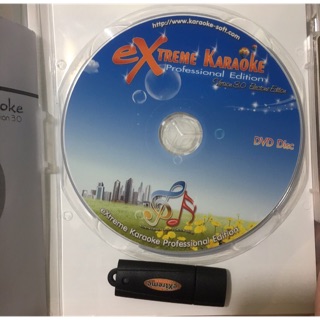 http://www.karaoke-soft.com
eXtreme Karaoke
Professional Edition
oke
DVD Disc
eXtreme Karaoke Professional Edition